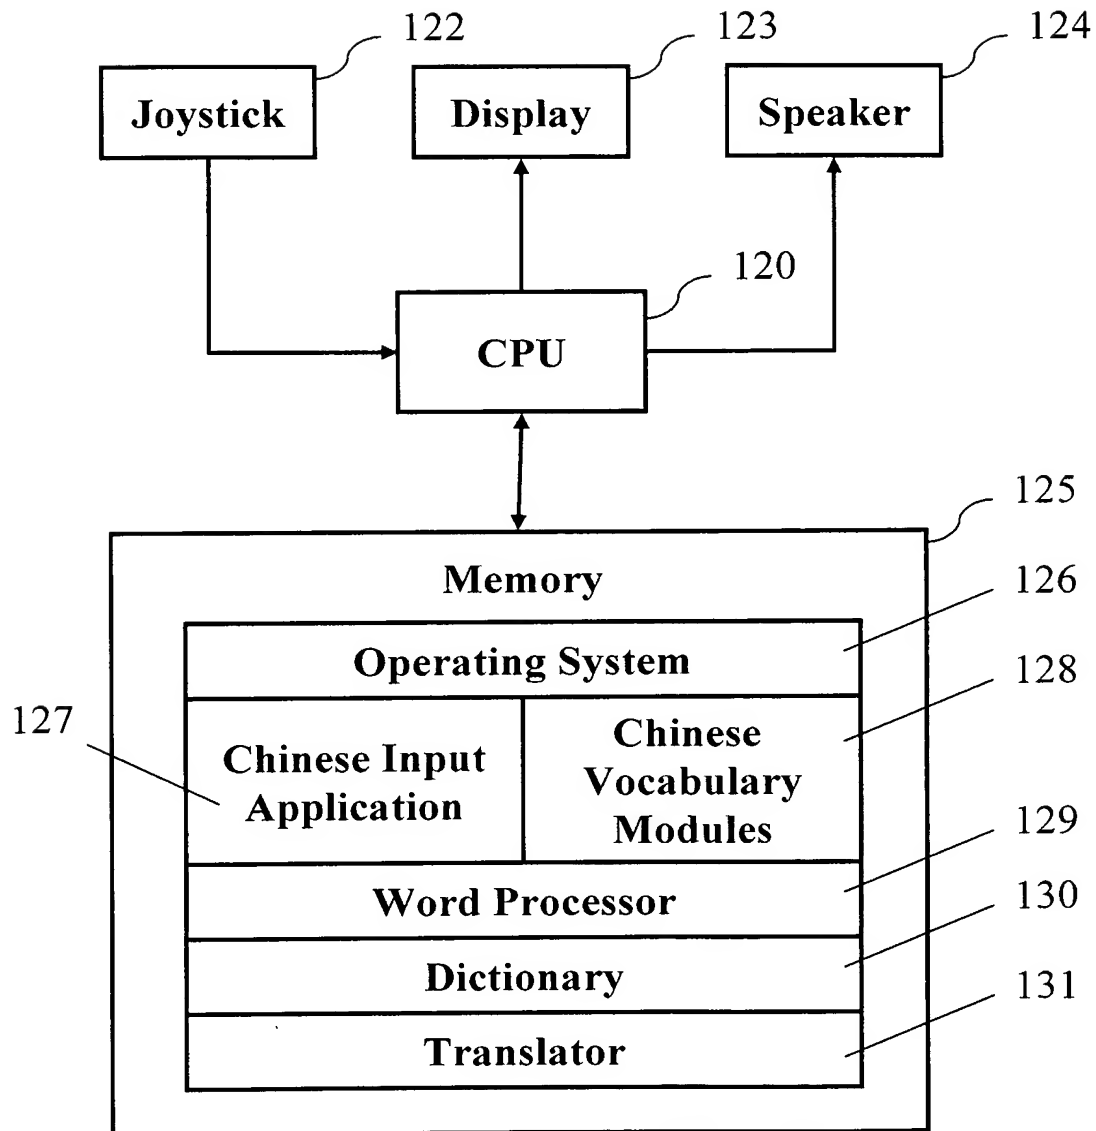 122
123
124
Joystick
Display
Speaker
120
CPU
125
Memory
126
Operating System
128
127
Chinese Input
Application
Chinese
Vocabulary
Modules
129
Word Processor
130
Dictionary
131
Translator